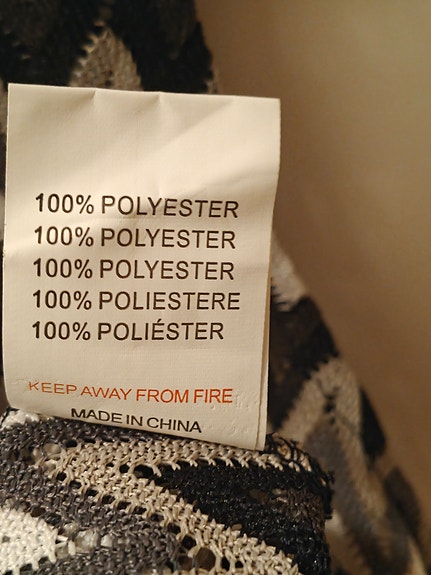 100% POLYESTER
100% POLYESTER
100% POLYESTER
100% POLIESTERE
100% POLIÉSTER
KEEP AWAY FROM FIRE
MADE IN CHINA